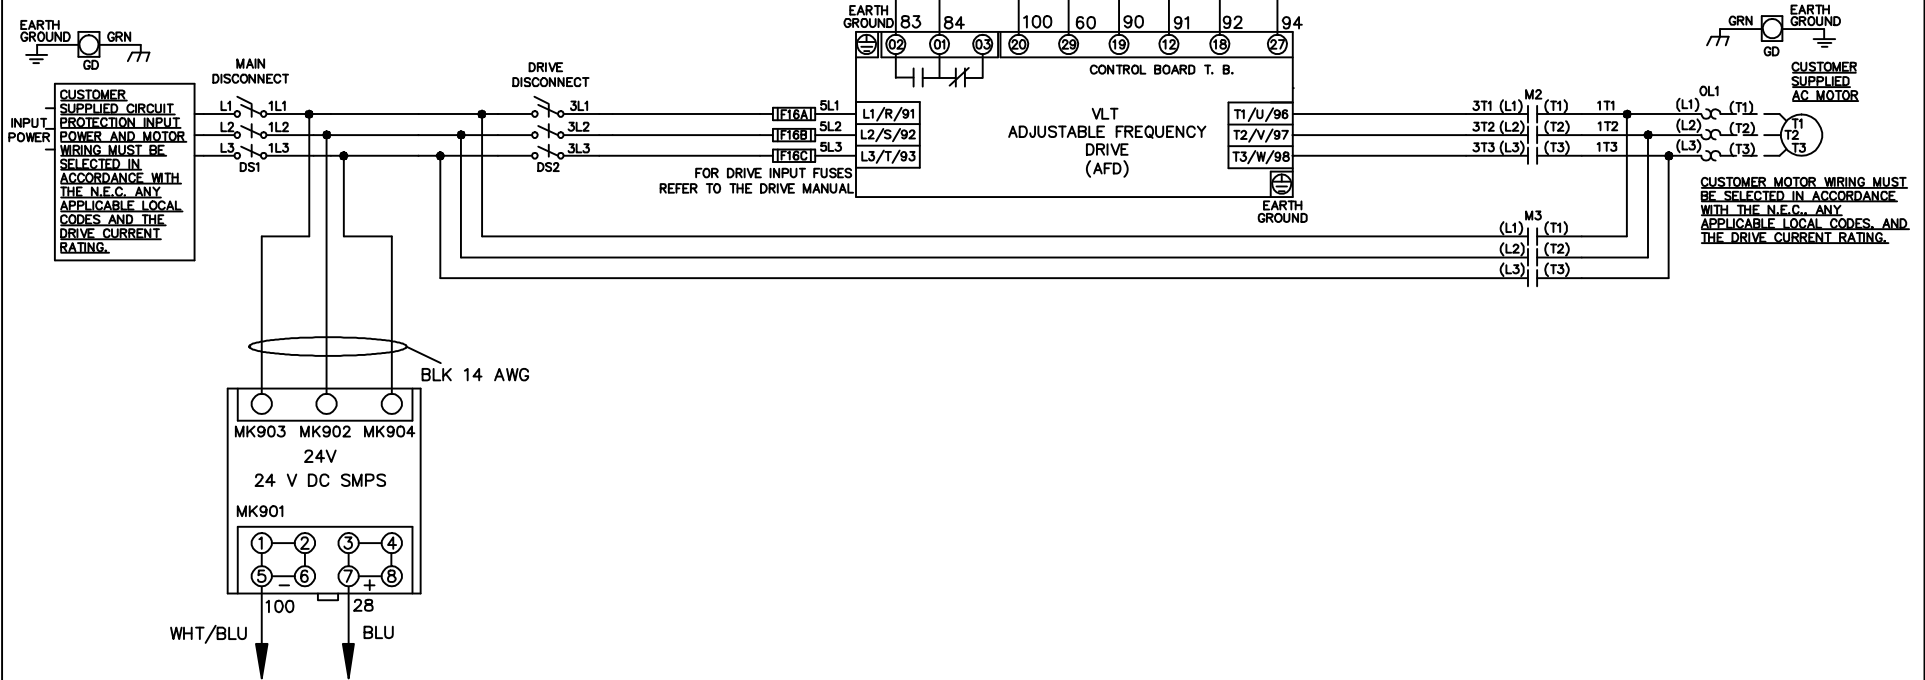 EARTH
GROUND
GRN
GD
INPUT
POWER
CUSTOMER
SUPPLIED CIRCUIT
PROTECTION INPUT
POWER AND MOTOR
WIRING MUST BE
SELECTED IN
ACCORDANCE WITH
THE N.E.C. ANY
APPLICABLE LOCAL
CODES AND THE
DRIVE CURRENT
RATING.
MAIN
DISCONNECT
L1 1L1
L2 1L2
L3 1L3
DS1
DRIVE
DISCONNECT
3L1
3L2
3L3
DS2
F16A 5L1
F16B 5L2
F16C 5L3
FOR DRIVE INPUT FUSES
REFER TO THE DRIVE MANUAL
EARTH
GROUND
83 84 100 60 90 91 92 94
02 01 03 20 29 19 12 18 27
CONTROL BOARD T. B.
L1/R/91
L2/S/92
L3/T/93
VLT
ADJUSTABLE FREQUENCY
DRIVE
(AFD)
T1/U/96
T2/V/97
T3/W/98
EARTH
GROUND
M2
3T1 (L1) (T1) 1T1
3T2 (L2) (T2) 1T2
3T3 (L3) (T3) 1T3
M3
(L1) (T1)
(L2) (T2)
(L3) (T3)
OL1
(L1) (T1)
(L2) (T2)
(L3) (T3)
T1
T2
T3
GRN
GD
EARTH
GROUND
CUSTOMER
SUPPLIED
AC MOTOR
CUSTOMER MOTOR WIRING MUST
BE SELECTED IN ACCORDANCE
WITH THE N.E.C., ANY
APPLICABLE LOCAL CODES, AND
THE DRIVE CURRENT RATING.
BLK 14 AWG
MK903 MK902 MK904
24V
24 V DC SMPS
MK901
1 2 3 4
5 6 7 8
− +
100 28
WHT/BLU BLU